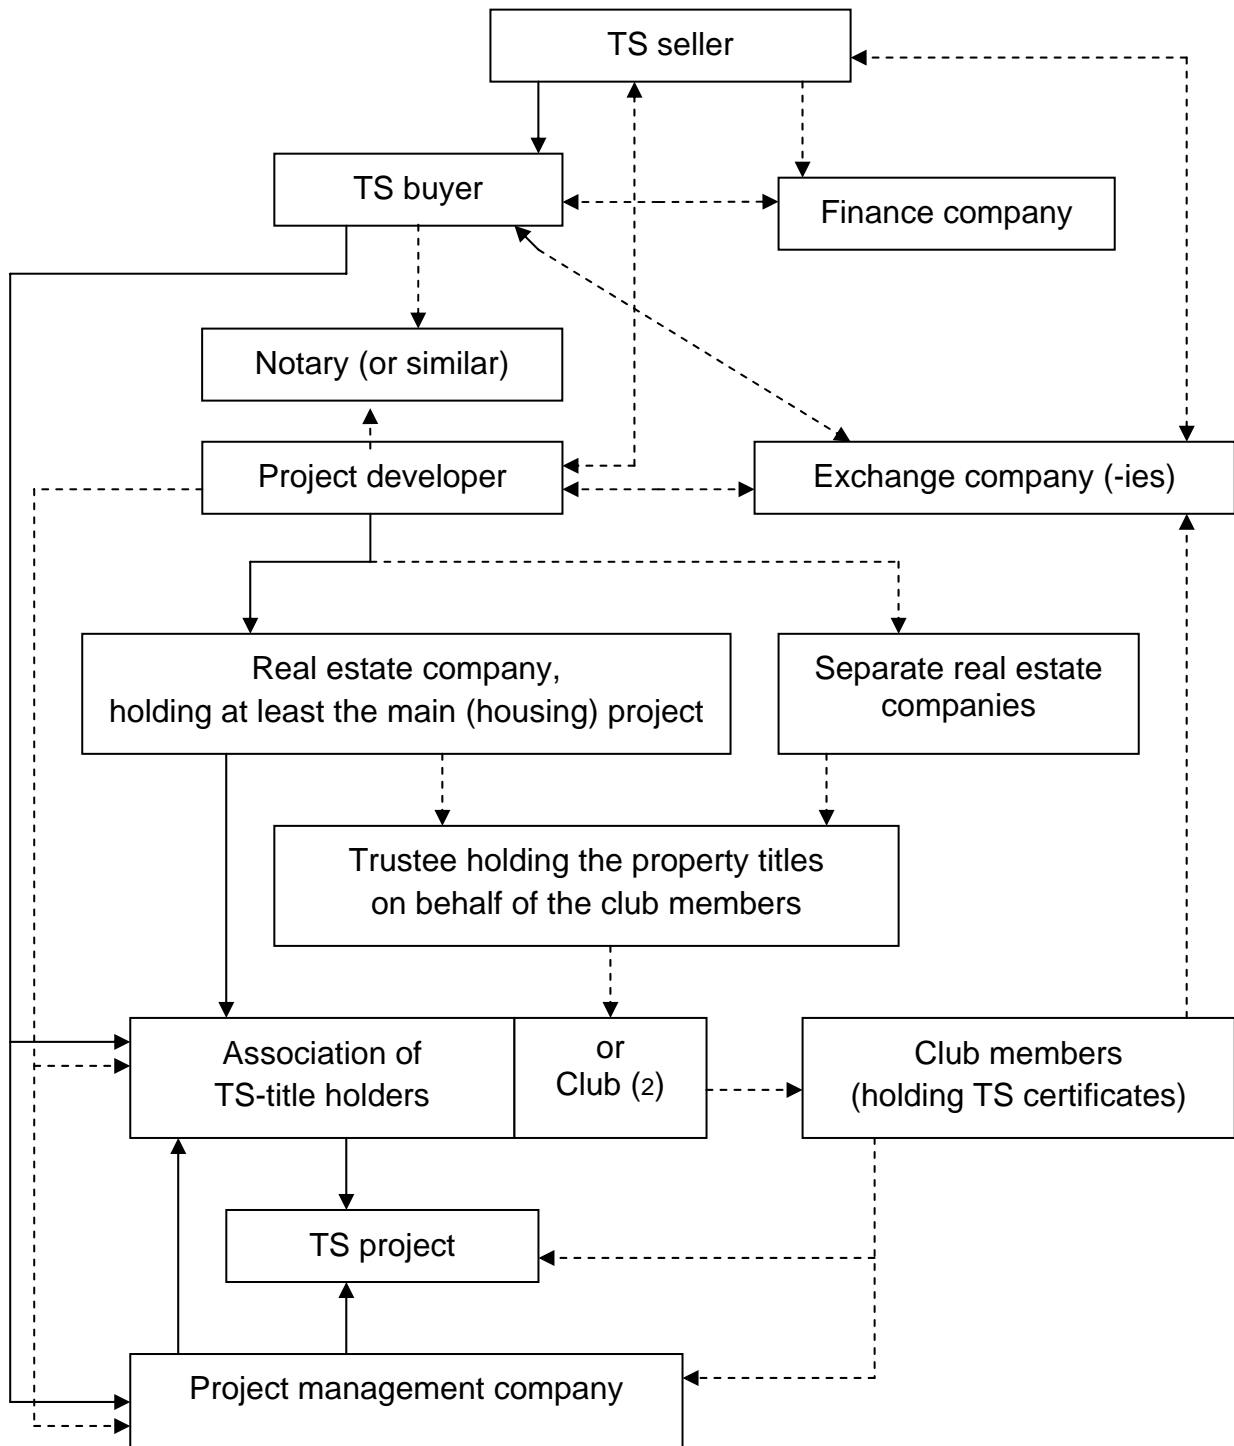 TS seller
TS buyer
Finance company
Notary (or similar)
Project developer
Exchange company (-ies)
Real estate company,
holding at least the main (housing) project
Separate real estate
companies
Trustee holding the property titles
on behalf of the club members
Association of
TS-title holders
or
Club (2)
Club members
(holding TS certificates)
TS project
Project management company